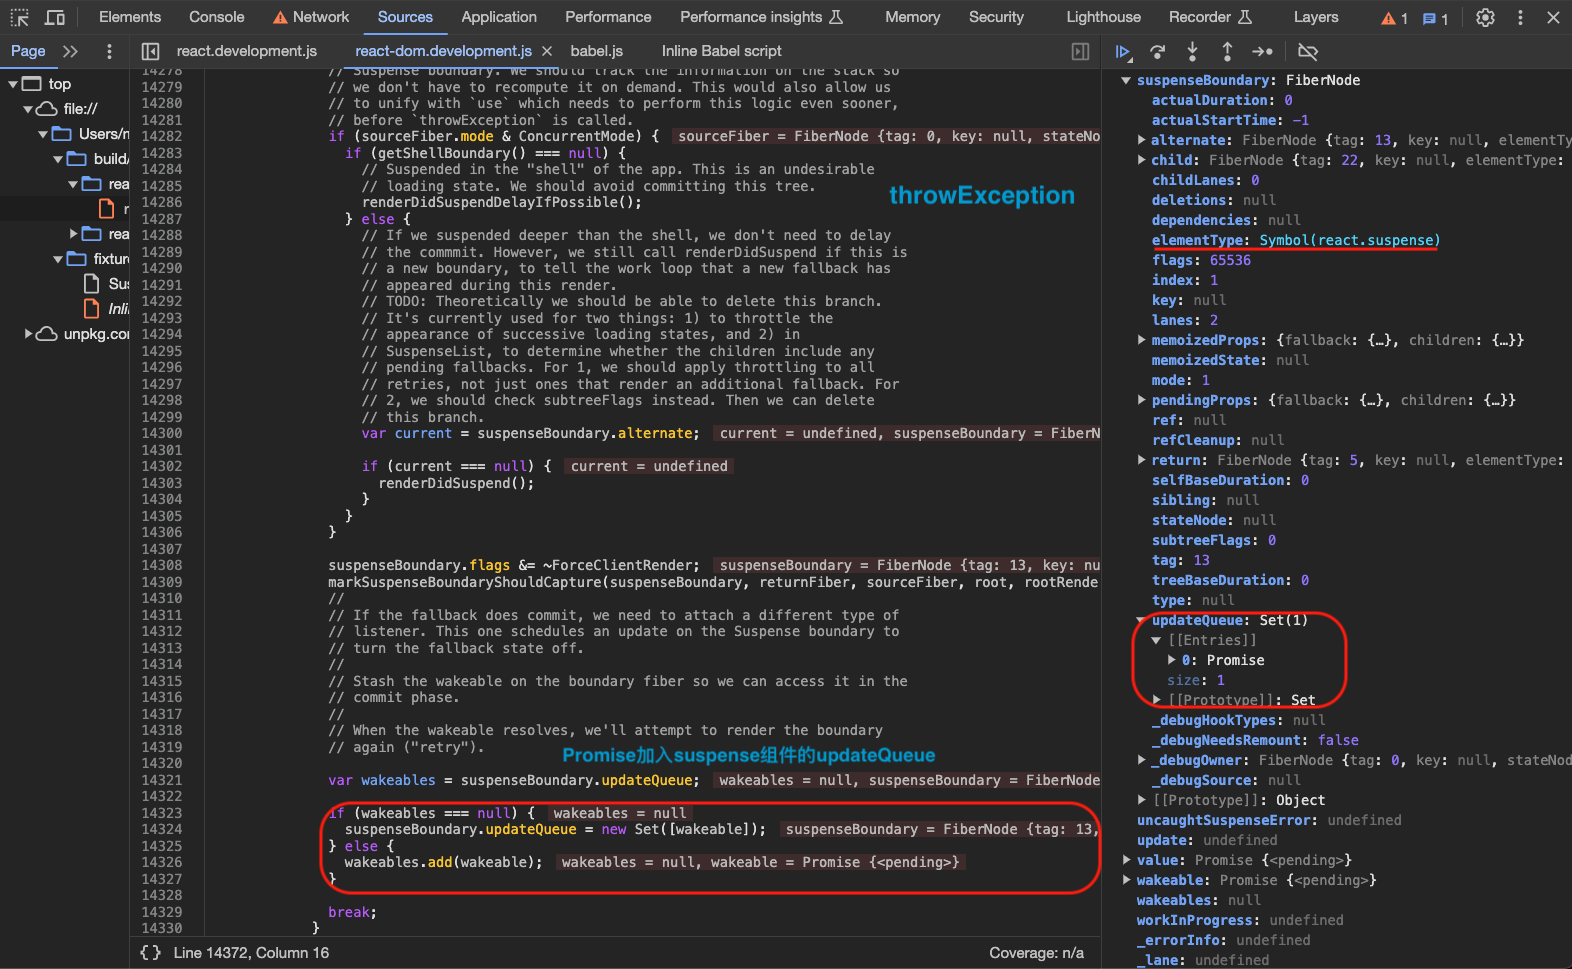 Elements Console Network Sources Application Performance Performance insights Memory Security Lighthouse Recorder Layers 1 1
Page react.development.js react-dom.development.js babel.js Inline Babel script
top
file://
Users/
build/
rea
rea
fixture
Sus
Inli
unpkg.co
14278 // Suspense boundary. We should track the information on the stack so
14279 // we don't have to recompute it on demand. This would also allow us
14280 // to unify with `use` which needs to perform this logic even sooner,
14281 // before `throwException` is called.
14282 if (sourceFiber.mode & ConcurrentMode) { sourceFiber = FiberNode {tag: 0, key: null, stateNo
14283 if (getShellBoundary() === null) {
14284 // Suspended in the "shell" of the app. This is an undesirable
14285 // loading state. We should avoid committing this tree.
14286 renderDidSuspendDelayIfPossible();
throwException
14287 } else {
14288 // If we suspended deeper than the shell, we don't need to delay
14289 // the commmit. However, we still call renderDidSuspend if this is
14290 // a new boundary, to tell the work loop that a new fallback has
14291 // appeared during this render.
14292 // TODO: Theoretically we should be able to delete this branch.
14293 // It's currently used for two things: 1) to throttle the
14294 // appearance of successive loading states, and 2) in
14295 // SuspenseList, to determine whether the children include any
14296 // pending fallbacks. For 1, we should apply throttling to all
14297 // retries, not just ones that render an additional fallback. For
14298 // 2, we should check subtreeFlags instead. Then we can delete
14299 // this branch.
14300 var current = suspenseBoundary.alternate; current = undefined, suspenseBoundary = FiberN
14301
14302 if (current === null) { current = undefined
14303 renderDidSuspend();
14304 }
14305 }
14306 }
14307
14308 suspenseBoundary.flags &= ~ForceClientRender; suspenseBoundary = FiberNode {tag: 13, key: nu
14309 markSuspenseBoundaryShouldCapture(suspenseBoundary, returnFiber, sourceFiber, root, rootRende
14310 //
14311 // If the fallback does commit, we need to attach a different type of
14312 // listener. This one schedules an update on the Suspense boundary to
14313 // turn the fallback state off.
14314 //
14315 // Stash the wakeable on the boundary fiber so we can access it in the
14316 // commit phase.
14317 //
14318 // When the wakeable resolves, we'll attempt to render the boundary
14319 // again ("retry").
Promise加入suspense组件的updateQueue
14320
14321 var wakeables = suspenseBoundary.updateQueue; wakeables = null, suspenseBoundary = FiberNode
14322
14323 if (wakeables === null) { wakeables = null
14324 suspenseBoundary.updateQueue = new Set([wakeable]); suspenseBoundary = FiberNode {tag: 13,
14325 } else {
14326 wakeables.add(wakeable); wakeables = null, wakeable = Promise {<pending>}
14327 }
14328
14329 break;
14330 }
{} Line 14372, Column 16 Coverage: n/a
suspenseBoundary: FiberNode
actualDuration: 0
actualStartTime: -1
alternate: FiberNode {tag: 13, key: null, elementTy
child: FiberNode {tag: 22, key: null, elementType:
childLanes: 0
deletions: null
dependencies: null
elementType: Symbol(react.suspense)
flags: 65536
index: 1
key: null
lanes: 2
memoizedProps: {fallback: {…}, children: {…}}
memoizedState: null
mode: 1
pendingProps: {fallback: {…}, children: {…}}
ref: null
refCleanup: null
return: FiberNode {tag: 5, key: null, elementType:
selfBaseDuration: 0
sibling: null
stateNode: null
subtreeFlags: 0
tag: 13
treeBaseDuration: 0
type: null
updateQueue: Set(1)
[[Entries]]
0: Promise
size: 1
[[Prototype]]: Set
_debugHookTypes: null
_debugNeedsRemount: false
_debugOwner: FiberNode {tag: 0, key: null, stateNod
_debugSource: null
[[Prototype]]: Object
uncaughtSuspenseError: undefined
update: undefined
value: Promise {<pending>}
wakeable: Promise {<pending>}
wakeables: null
workInProgress: undefined
_errorInfo: undefined
_lane: undefined